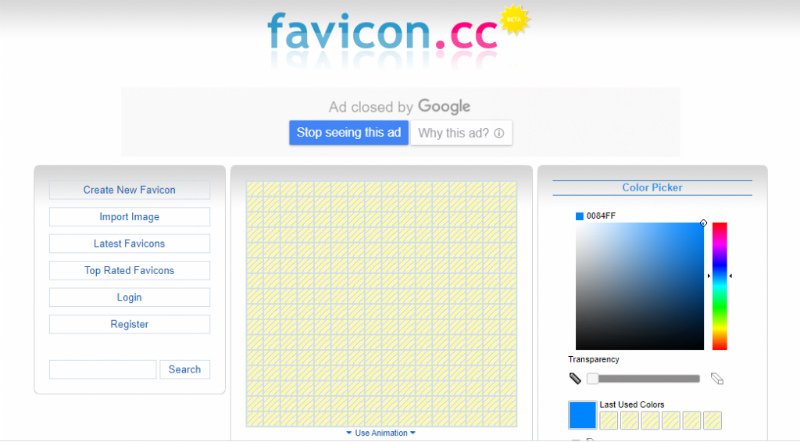 favicon.cc
BETA
Ad closed by Google
Stop seeing this ad
Why this ad?
Create New Favicon
Import Image
Latest Favicons
Top Rated Favicons
Login
Register
Search
Use Animation
Color Picker
0084FF
Transparency
Last Used Colors